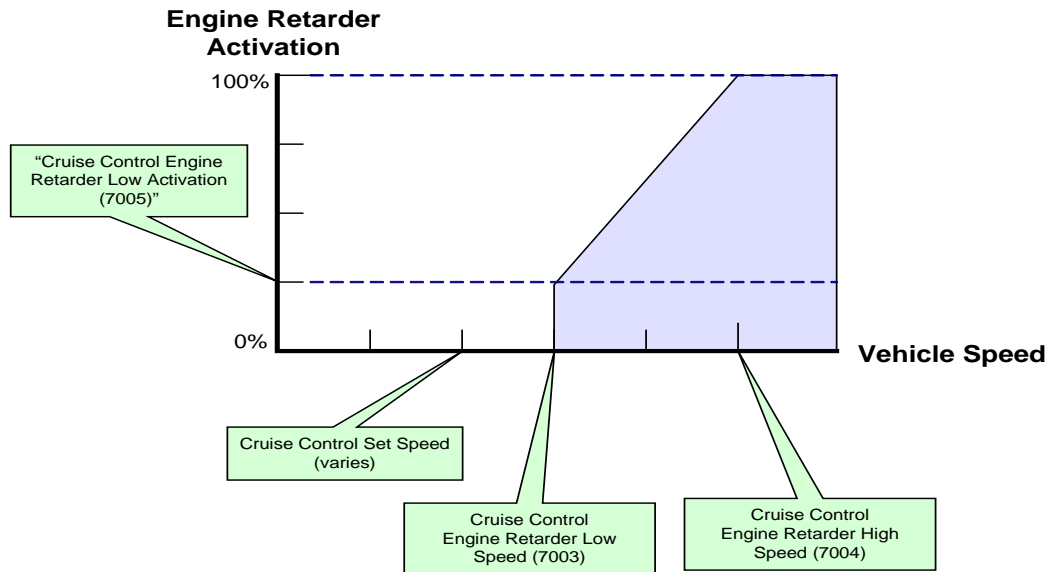 Engine Retarder
Activation
100%
“Cruise Control Engine
Retarder Low Activation
(7005)”
0%
Vehicle Speed
Cruise Control Set Speed
(varies)
Cruise Control
Engine Retarder Low
Speed (7003)
Cruise Control
Engine Retarder High
Speed (7004)